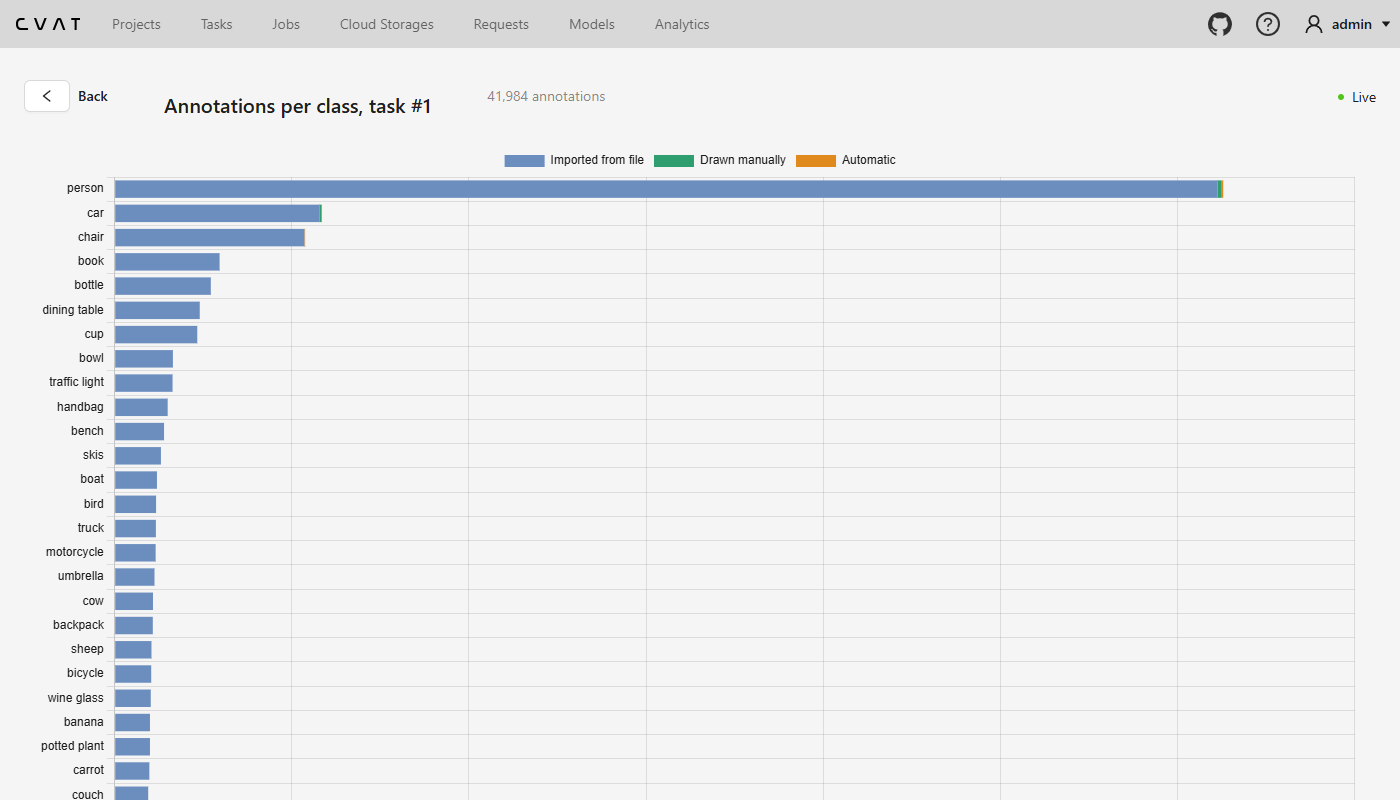 CVAT Projects Tasks Jobs Cloud Storages Requests Models Analytics admin
Back Annotations per class, task #1 41,984 annotations Live
Imported from file Drawn manually Automatic
person
car
chair
book
bottle
dining table
cup
bowl
traffic light
handbag
bench
skis
boat
bird
truck
motorcycle
umbrella
cow
backpack
sheep
bicycle
wine glass
banana
potted plant
carrot
couch